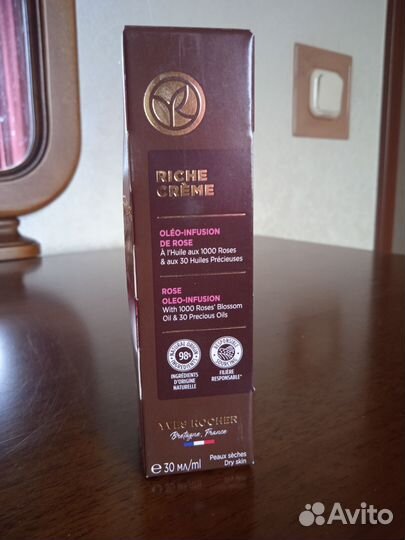 RICHE
CRÈME
OLÉO-INFUSION
DE ROSE
À l'Huile aux 1000 Roses
& aux 30 Huiles Précieuses
ROSE
OLEO-INFUSION
With 1000 Roses' Blossom
Oil & 30 Precious Oils
98%
INGRÉDIENTS
D'ORIGINE
NATURELLE
FILIÈRE
RESPONSABLE*
YVES ROCHER
Bretagne, France
Peaux sèches
Dry skin
e 30 МЛ/ml
Avito